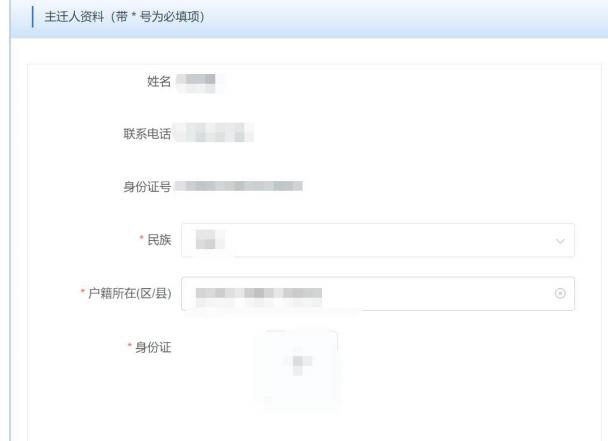 主迁人资料（带 * 号为必填项）
姓名
联系电话
身份证号
* 民族
* 户籍所在(区/县)
* 身份证